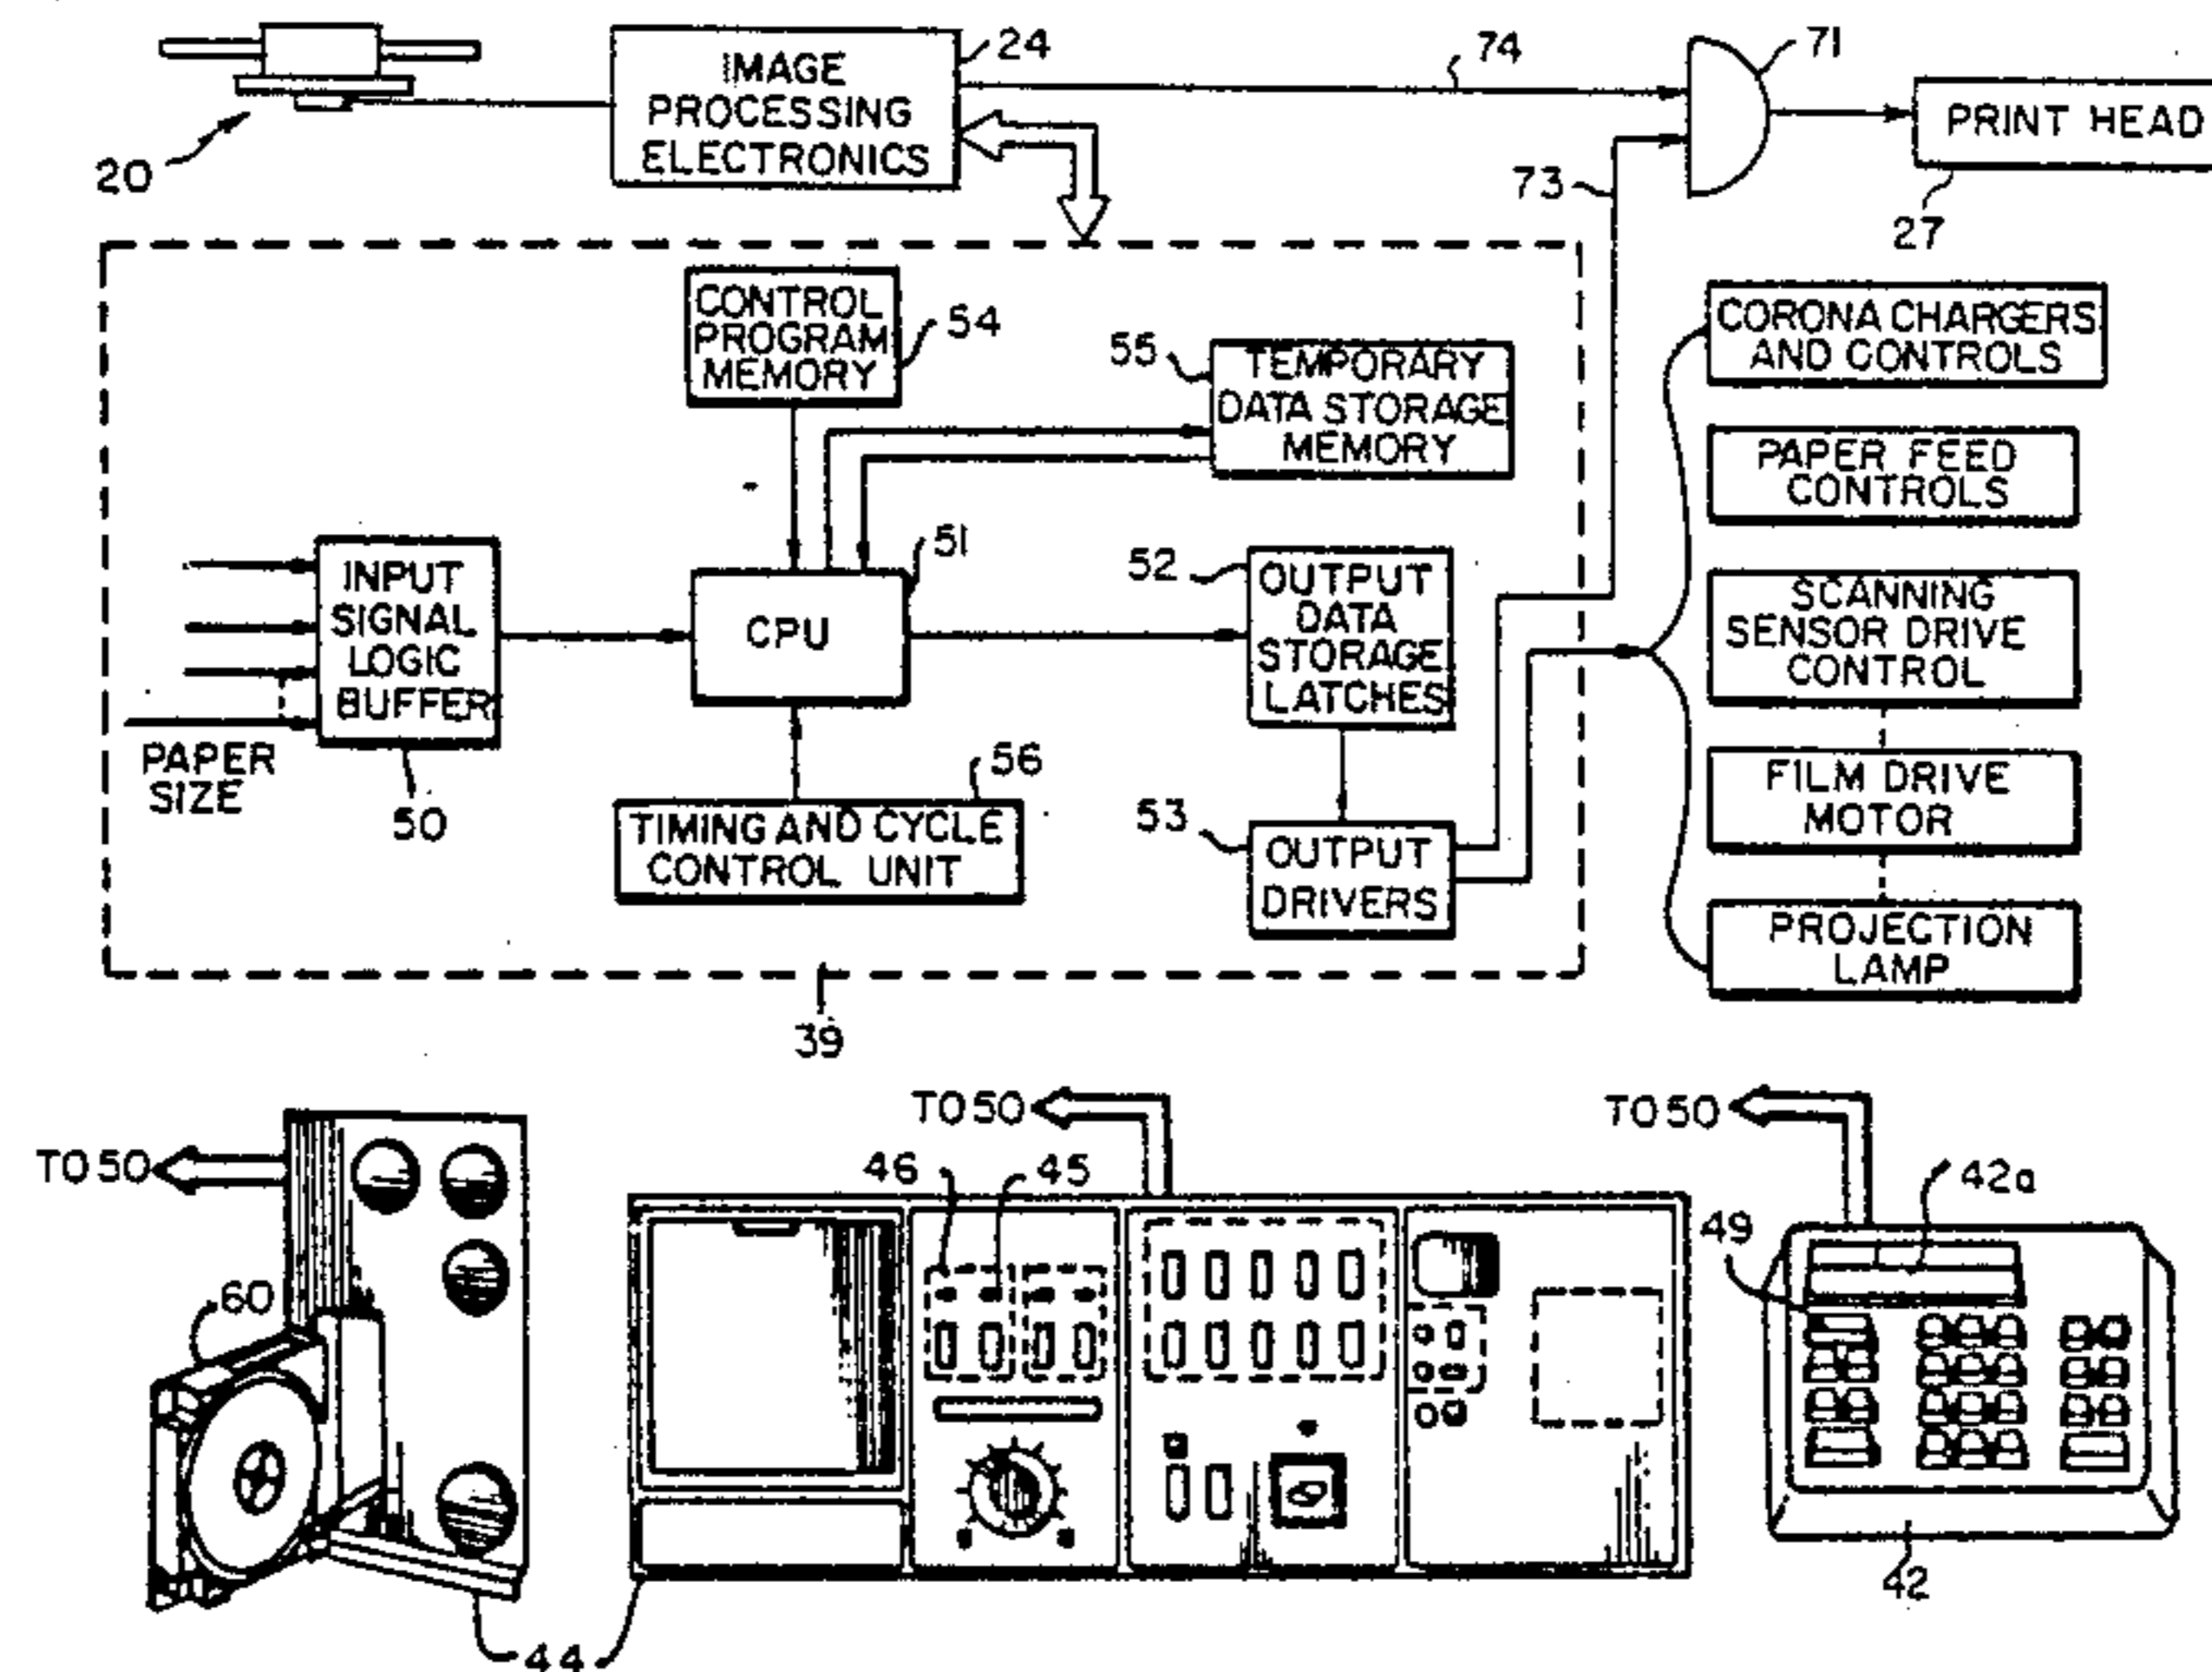 20
IMAGE
PROCESSING
ELECTRONICS
24
74
71
PRINT HEAD
27
73
CONTROL
PROGRAM
MEMORY
54
55
TEMPORARY
DATA STORAGE
MEMORY
CORONA CHARGERS
AND CONTROLS
PAPER FEED
CONTROLS
INPUT
SIGNAL
LOGIC
BUFFER
50
PAPER
SIZE
CPU
51
52
OUTPUT
DATA
STORAGE
LATCHES
SCANNING
SENSOR DRIVE
CONTROL
56
TIMING AND CYCLE
CONTROL UNIT
53
OUTPUT
DRIVERS
FILM DRIVE
MOTOR
PROJECTION
LAMP
39
TO 50
60
TO 50
46
45
44
TO 50
42a
49
42